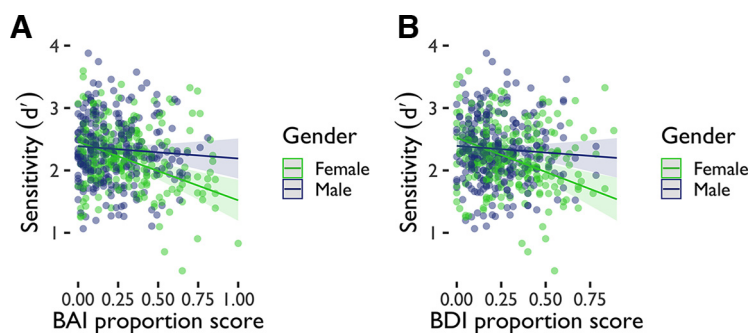 A
Sensitivity (d′)
4
3
2
1
0.00 0.25 0.50 0.75 1.00
BAI proportion score
Gender
Female
Male
B
Sensitivity (d′)
4
3
2
1
0.00 0.25 0.50 0.75
BDI proportion score
Gender
Female
Male